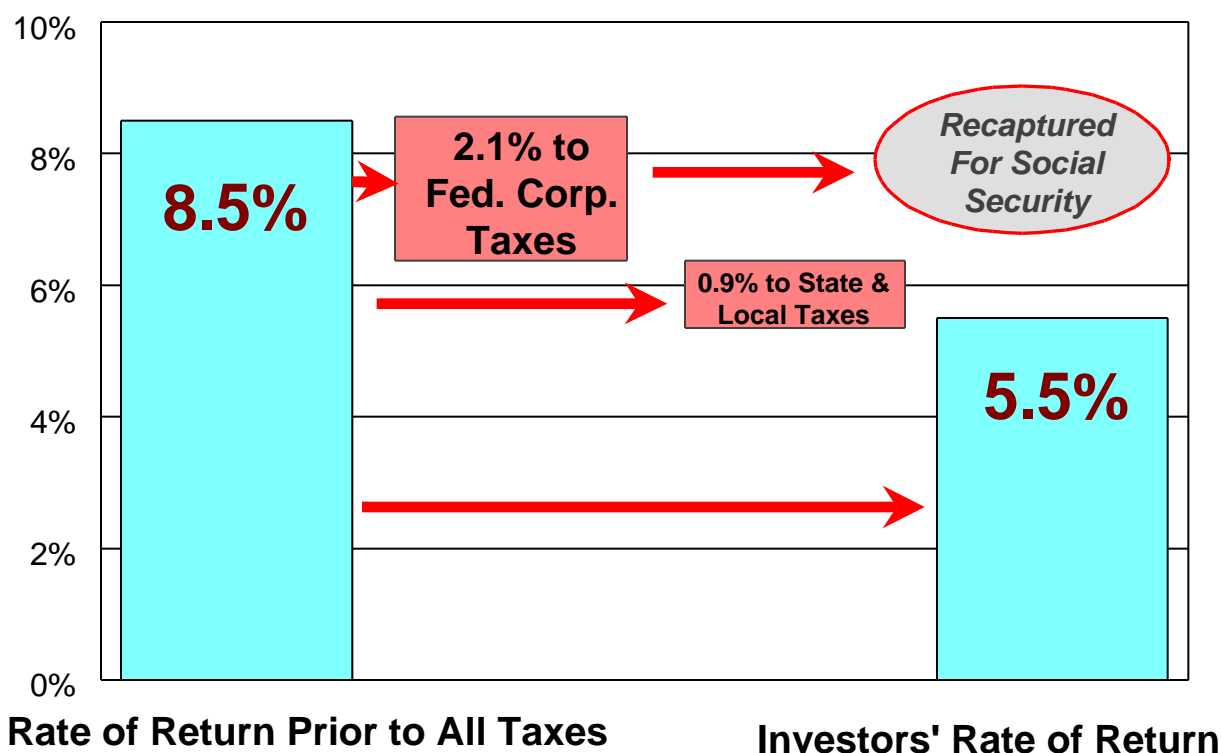 10%
8%
6%
4%
2%
0%
8.5%
2.1% to
Fed. Corp.
Taxes
Recaptured
For Social
Security
0.9% to State &
Local Taxes
5.5%
Rate of Return Prior to All Taxes
Investors' Rate of Return